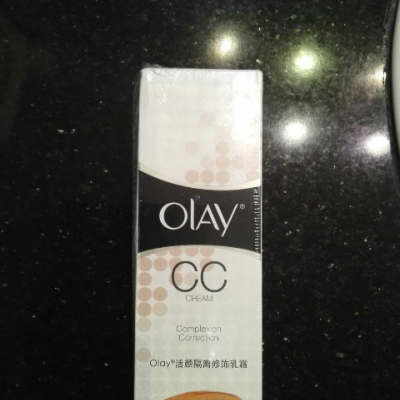 OLAY®
CC
CREAM
Complexion
Correction
Olay®活颜隔离修饰乳霜